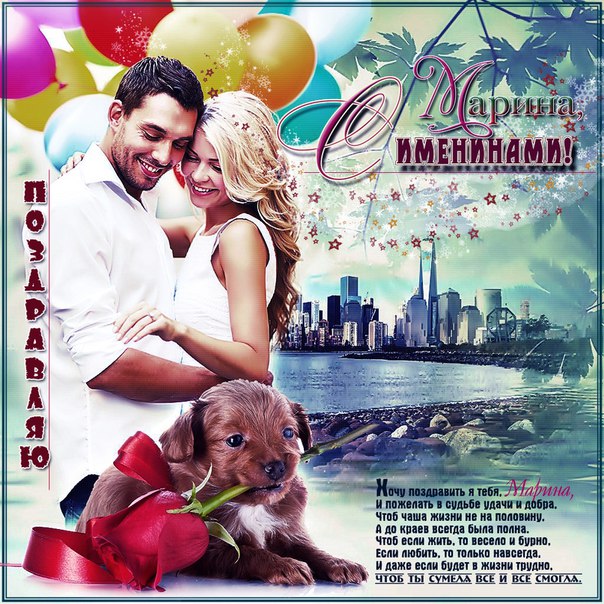 Марина,
С ИМЕНИНАМИ!
ПОЗДРАВЛЯЮ
Хочу поздравить я тебя, Марина,
И пожелать в судьбе удачи и добра,
Чтоб чаша жизни не на половину,
А до краев всегда была полна.
Чтоб если жить, то весело и бурно,
Если любить, то только навсегда,
И даже если будет в жизни трудно,
чтоб ты сумела все и все смогла.